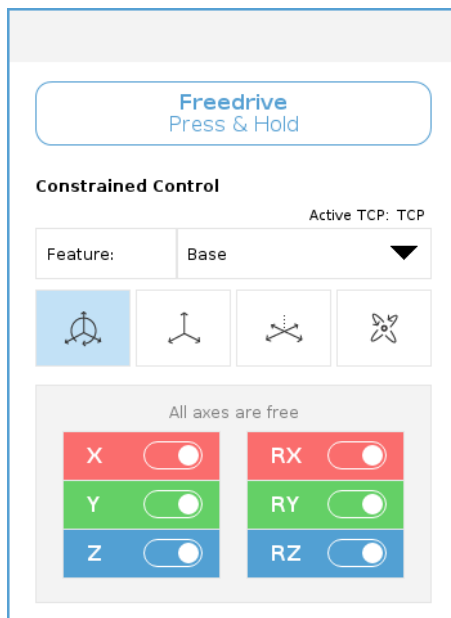 Freedrive
Press & Hold
Constrained Control
Active TCP: TCP
Feature: Base
All axes are free
X RX
Y RY
Z RZ